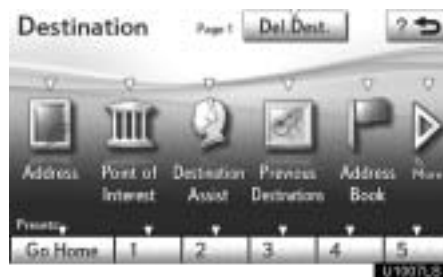 Destination Page 1 Del.Dest. ?
Address Point of Interest Destination Assist Previous Destinations Address Book More
Presets
Go Home 1 2 3 4 5